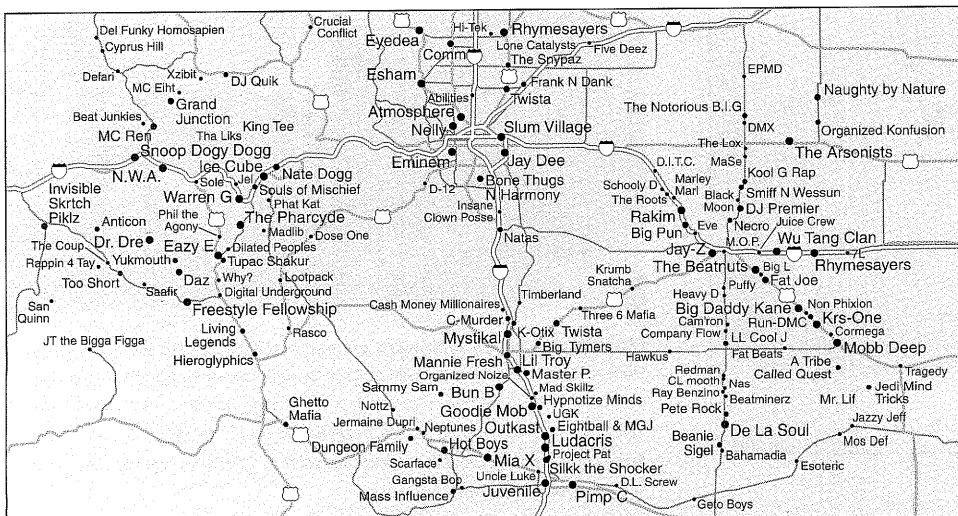 Del Funky Homosapien
Cyprus Hill
Defari
Xzibit
DJ Quik
MC Eiht
Grand
Junction
Beat Junkies
MC Ren
Tha Liks
King Tee
Snoop Dogy Dogg
Ice Cube
Nate Dogg
N.W.A.
Sole
Jel
Souls of Mischief
Warren G
Phat Kat
Invisible
Skrtch
Piklz
Anticon
Phil the
Agony
The Pharcyde
Madlib
Dose One
Dr. Dre
Eazy E
Dilated Peoples
The Coup
Yukmouth
Tupac Shakur
Rappin 4 Tay
Daz
Why?
Lootpack
Too Short
Saafir
Digital Underground
San
Quinn
Freestyle Fellowship
Living
Legends
Rasco
JT the Bigga Figga
Hieroglyphics
Crucial
Conflict
Eyedea
Hi-Tek
Rhymesayers
Common
Lone Catalysts
Five Deez
The Snypaz
Esham
Frank N Dank
Abilities
Twista
Atmosphere
Nelly
Slum Village
Eminem
Jay Dee
D-12
Bone Thugs
N Harmony
Insane
Clown Posse
Natas
Krumb
Snatcha
Timberland
Cash Money Millionaires
Three 6 Mafia
C-Murder
K-Otix
Twista
Mystikal
Big Tymers
Mannie Fresh
Lil Troy
Organized Noize
Master P.
Sammy Sam
Bun B
Mad Skillz
Ghetto
Mafia
Nottz
Goodie Mob
Hypnotize Minds
Jermaine Dupri
Neptunes
Outkast
UGK
Eightball & MGJ
Dungeon Family
Hot Boys
Ludacris
Project Pat
Scarface
Mia X
Silkk the Shocker
Gangsta Boo
Uncle Luke
Mass Influence
Juvenile
Pimp C
D.L. Screw
Geto Boys
EPMD
Naughty by Nature
The Notorious B.I.G
DMX
Organized Konfusion
The Lox
The Arsonists
D.I.T.C.
MaSe
Kool G Rap
Schooly D
Marley
Marl
The Roots
Black
Moon
Smiff N Wessun
DJ Premier
Rakim
Necro
Juice Crew
Big Pun
Eve
M.O.P.
Wu Tang Clan
Jay-Z
The Beatnuts
Big L
Rhymesayers
7L
Puffy
Fat Joe
Heavy D
Big Daddy Kane
Non Phixion
Cam'ron
Run-DMC
Krs-One
Company Flow
LL Cool J
Cormega
Hawkus
Fat Beats
Mobb Deep
A Tribe
Called Quest
Tragedy
Redman
CL mooth
Nas
Jedi Mind
Tricks
Ray Benzino
Beatminerz
Mr. Lif
Pete Rock
De La Soul
Jazzy Jeff
Beanie
Sigel
Mos Def
Bahamadia
Esoteric